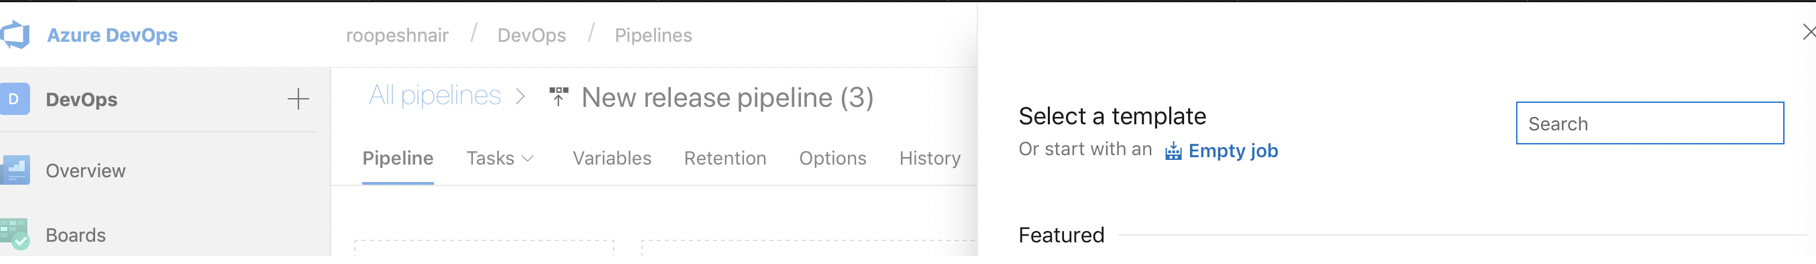 Azure DevOps
roopeshnair / DevOps / Pipelines
D DevOps
Overview
Boards
All pipelines > New release pipeline (3)
Pipeline Tasks Variables Retention Options History
Select a template
Or start with an Empty job
Search
Featured